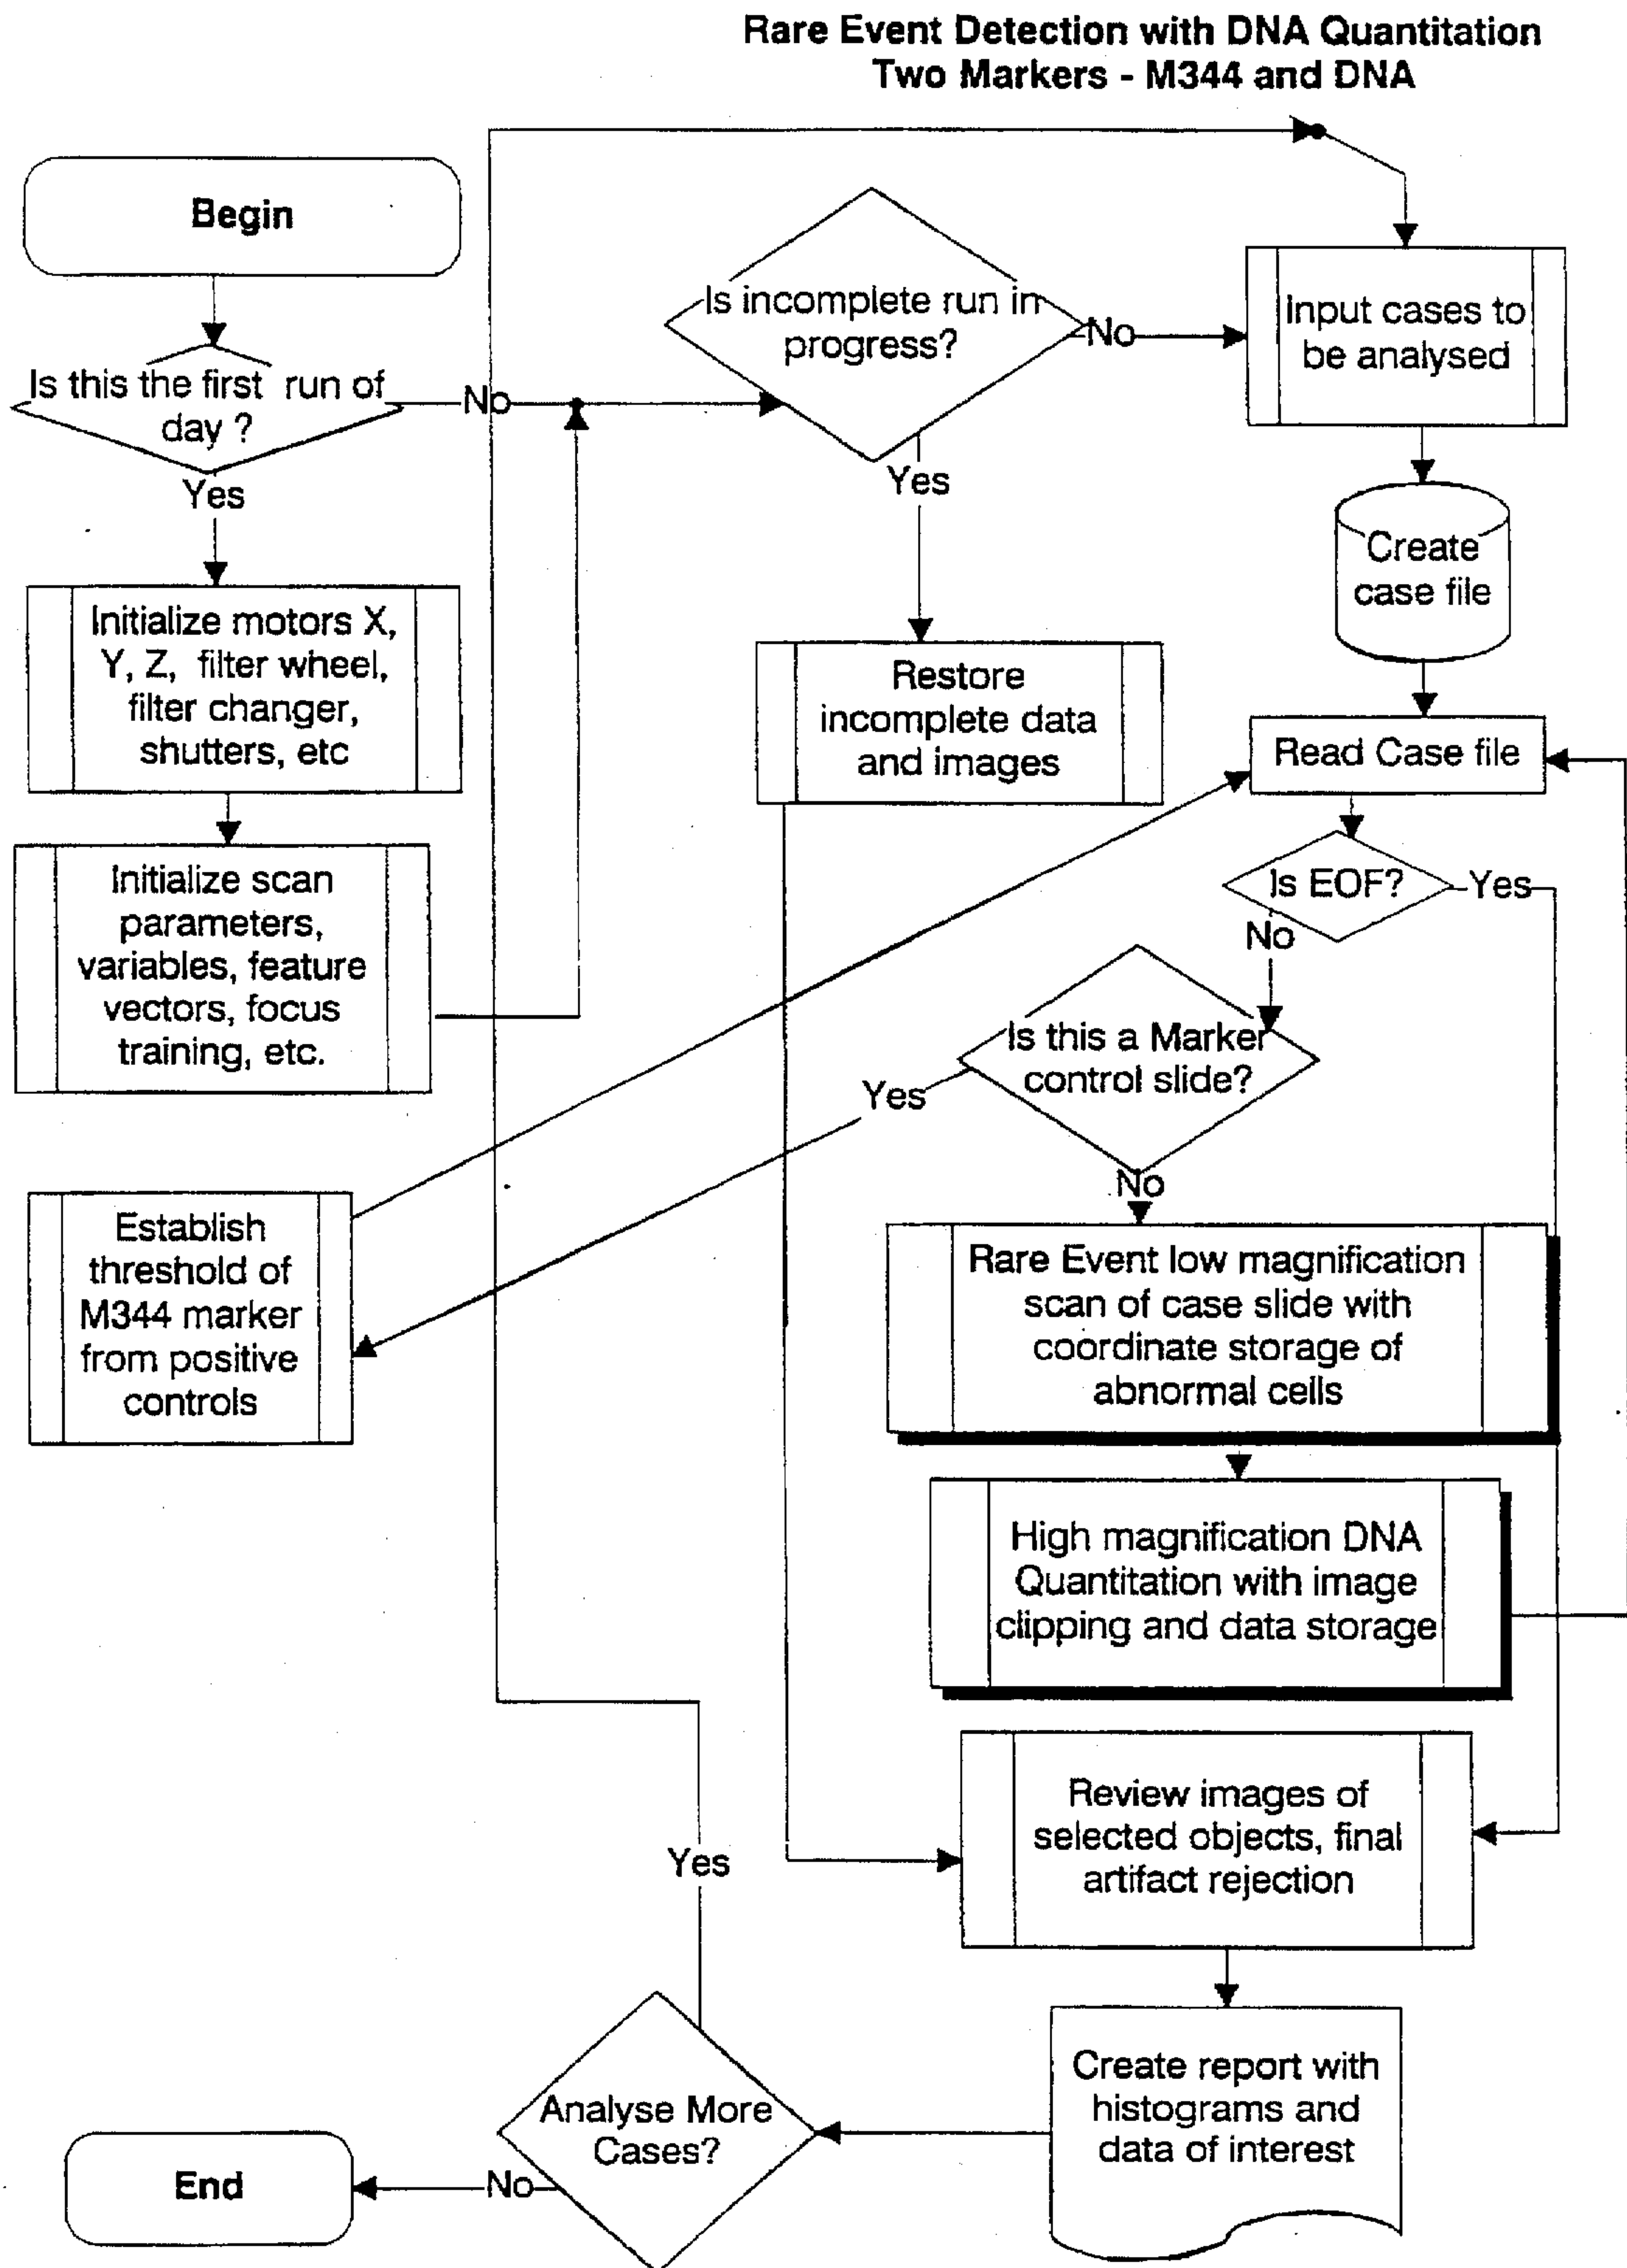 Rare Event Detection with DNA Quantitation
Two Markers - M344 and DNA
Begin
Is this the first run of
day ?
No
Yes
Initialize motors X,
Y, Z, filter wheel,
filter changer,
shutters, etc
Initialize scan
parameters,
variables, feature
vectors, focus
training, etc.
Is incomplete run in
progress?
No
Yes
Restore
incomplete data
and images
Input cases to
be analysed
Create
case file
Read Case file
Is EOF?
Yes
No
Is this a Marker
control slide?
Yes
No
Establish
threshold of
M344 marker
from positive
controls
Rare Event low magnification
scan of case slide with
coordinate storage of
abnormal cells
High magnification DNA
Quantitation with image
clipping and data storage
Review images of
selected objects, final
artifact rejection
Create report with
histograms and
data of interest
Analyse More
Cases?
Yes
No
End